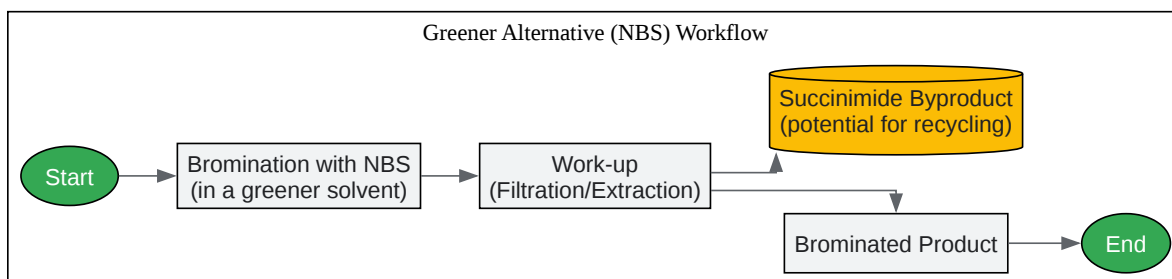 Greener Alternative (NBS) Workflow
Start
Bromination with NBS
(in a greener solvent)
Work-up
(Filtration/Extraction)
Succinimide Byproduct
(potential for recycling)
Brominated Product
End